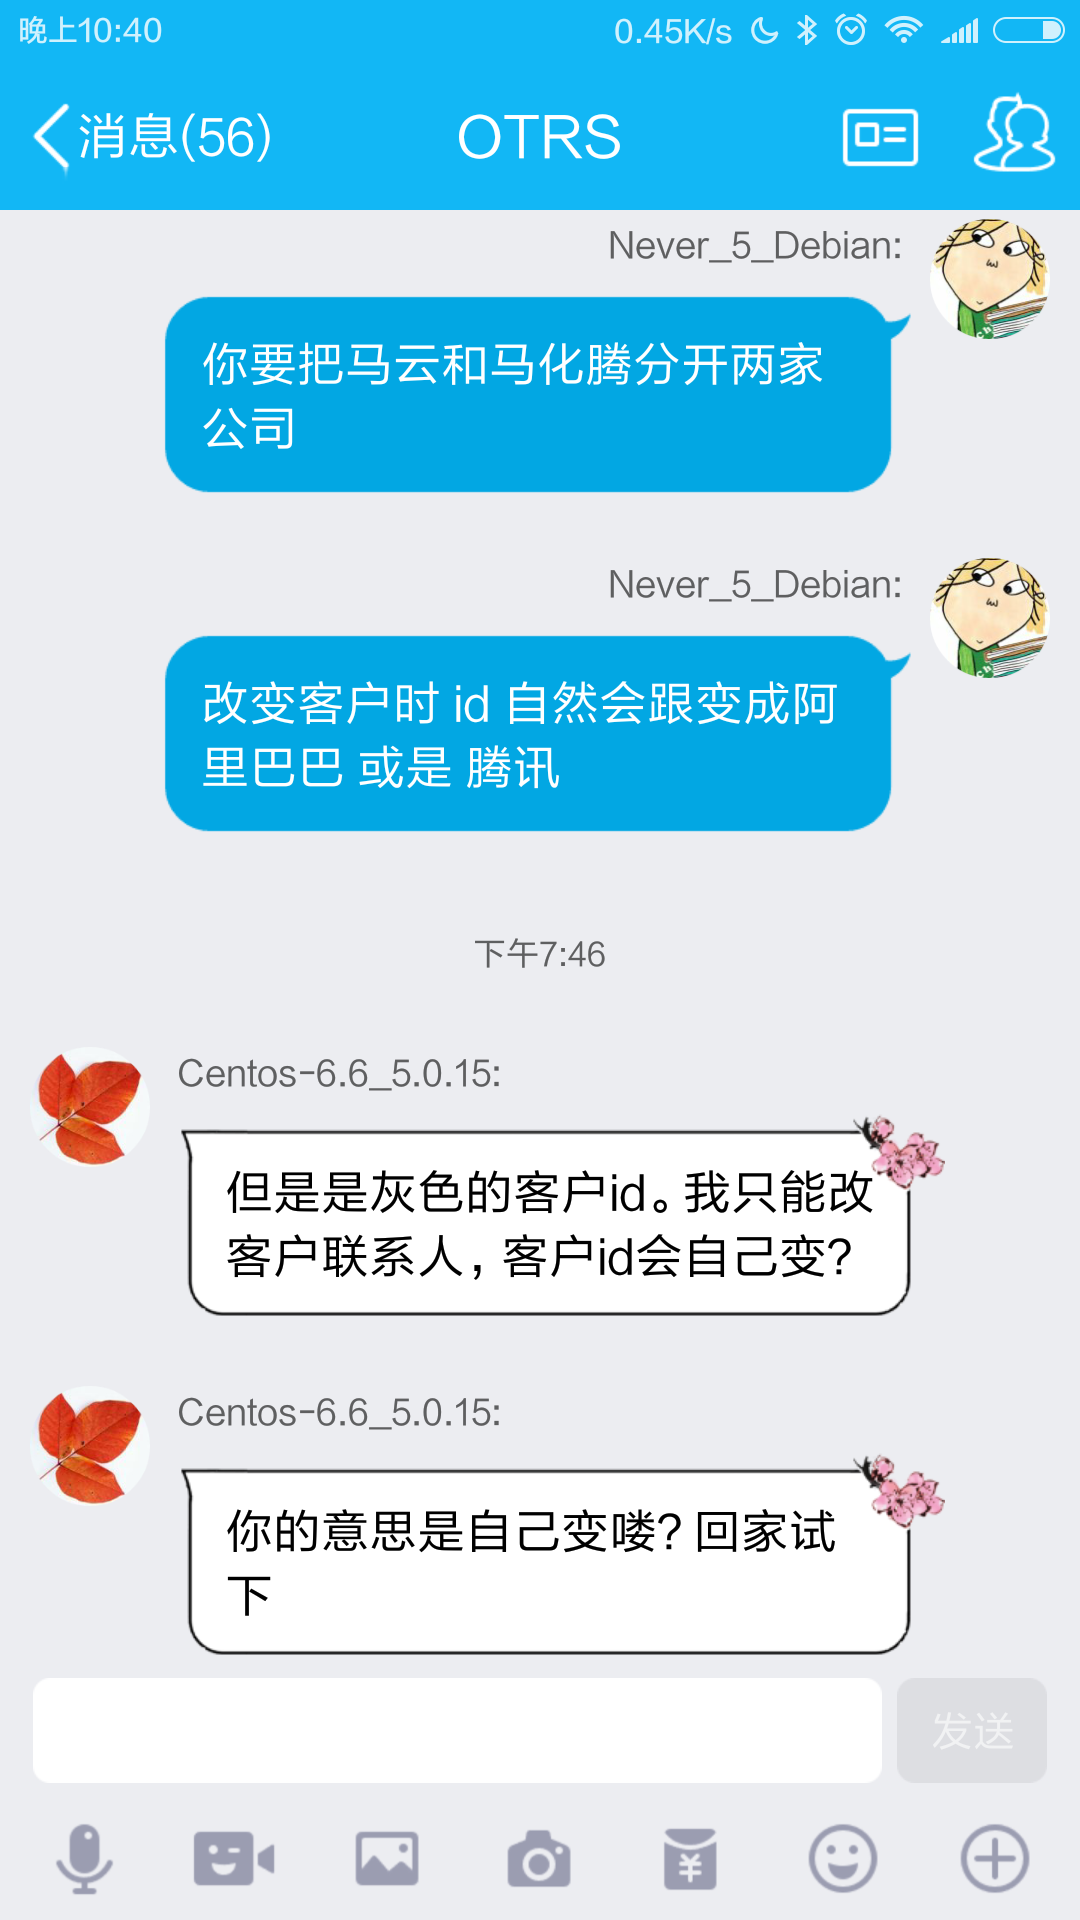 晚上10:40
0.45K/s
消息(56)
OTRS
Never_5_Debian:
你要把马云和马化腾分开两家
公司
Never_5_Debian:
改变客户时 id 自然会跟变成阿
里巴巴 或是 腾讯
下午7:46
Centos-6.6_5.0.15:
但是是灰色的客户id。我只能改
客户联系人，客户id会自己变?
Centos-6.6_5.0.15:
你的意思是自己变喽? 回家试
下
发送